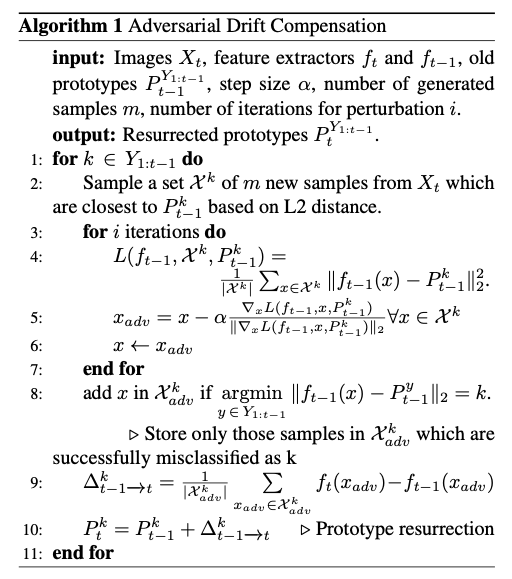 Algorithm 1 Adversarial Drift Compensation
input: Images $X_t$, feature extractors $f_t$ and $f_{t-1}$, old
prototypes $P_{t-1}^{Y_{1:t-1}}$, step size $\alpha$, number of generated
samples $m$, number of iterations for perturbation $i$.
output: Resurrected prototypes $P_t^{Y_{1:t-1}}$.
1: for $k \in Y_{1:t-1}$ do
2: Sample a set $\mathcal{X}^k$ of $m$ new samples from $X_t$ which
are closest to $P_{t-1}^k$ based on L2 distance.
3: for $i$ iterations do
4: $L(f_{t-1}, \mathcal{X}^k, P_{t-1}^k) =$
$\frac{1}{|\mathcal{X}^k|} \sum_{x \in \mathcal{X}^k} \|f_{t-1}(x) - P_{t-1}^k\|_2^2.$
5: $x_{adv} = x - \alpha \frac{\nabla_x L(f_{t-1}, x, P_{t-1}^k)}{\|\nabla_x L(f_{t-1}, x, P_{t-1}^k)\|_2} \forall x \in \mathcal{X}^k$
6: $x \leftarrow x_{adv}$
7: end for
8: add $x$ in $\mathcal{X}_{adv}^k$ if $\underset{y \in Y_{1:t-1}}{\text{argmin}} \|f_{t-1}(x) - P_{t-1}^y\|_2 = k.$
▷ Store only those samples in $\mathcal{X}_{adv}^k$ which are
successfully misclassified as k
9: $\Delta_{t-1 \to t}^k = \frac{1}{|\mathcal{X}_{adv}^k|} \sum_{x_{adv} \in \mathcal{X}_{adv}^k} f_t(x_{adv}) - f_{t-1}(x_{adv})$
10: $P_t^k = P_{t-1}^k + \Delta_{t-1 \to t}^k$ ▷ Prototype resurrection
11: end for